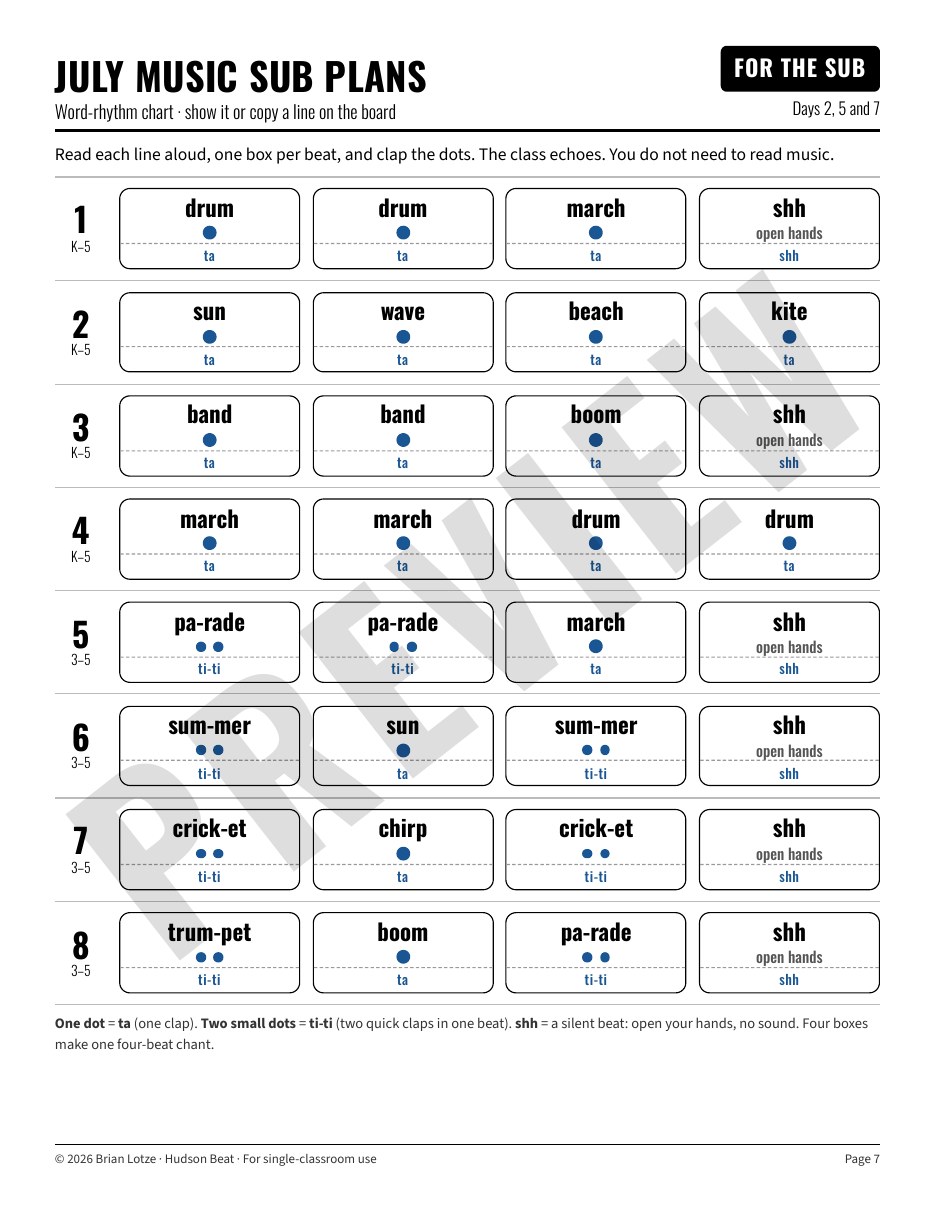 JULY MUSIC SUB PLANS
FOR THE SUB
Word-rhythm chart · show it or copy a line on the board
Days 2, 5 and 7
Read each line aloud, one box per beat, and clap the dots. The class echoes. You do not need to read music.
1 drum drum march shh
K–5 open hands
ta ta ta shh
2 sun wave beach kite
K–5
ta ta ta ta
3 band band boom shh
K–5 open hands
ta ta ta shh
4 march march drum drum
K–5
ta ta ta ta
5 pa-rade pa-rade march shh
3–5 open hands
ti-ti ti-ti ta shh
6 sum-mer sun sum-mer shh
3–5 open hands
ti-ti ta ti-ti shh
7 crick-et chirp crick-et shh
3–5 open hands
ti-ti ta ti-ti shh
8 trum-pet boom pa-rade shh
3–5 open hands
ti-ti ta ti-ti shh
PREVIEW
One dot = ta (one clap). Two small dots = ti-ti (two quick claps in one beat). shh = a silent beat: open your hands, no sound. Four boxes
make one four-beat chant.
© 2026 Brian Lotze · Hudson Beat · For single-classroom use
Page 7